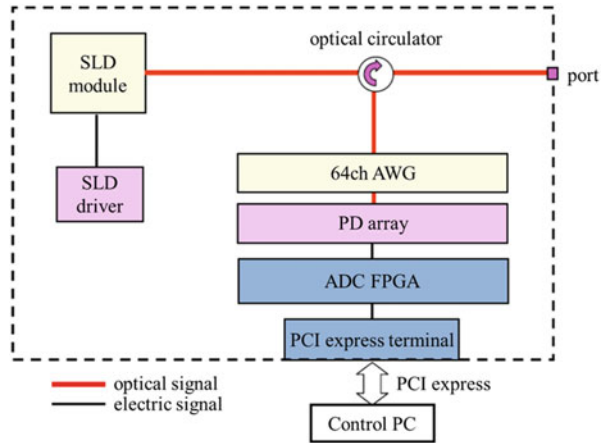 optical circulator
SLD
module
port
SLD
driver
64ch AWG
PD array
ADC FPGA
PCI express terminal
optical signal
electric signal
PCI express
Control PC